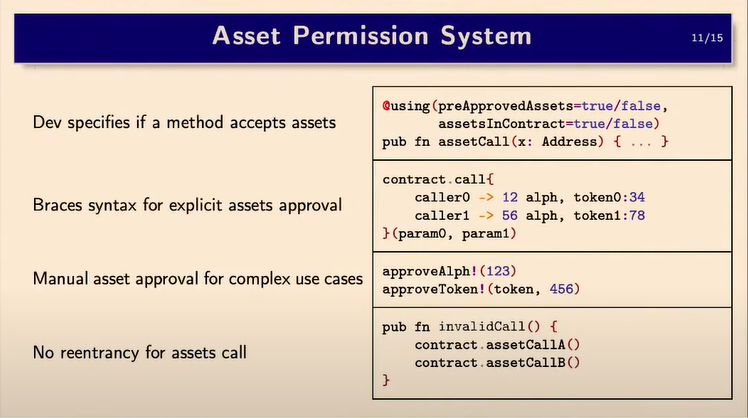 Asset Permission System
11/15
Dev specifies if a method accepts assets
@using(preApprovedAssets=true/false,
assetsInContract=true/false)
pub fn assetCall(x: Address) { ... }
Braces syntax for explicit assets approval
contract.call{
caller0 -> 12 alph, token0:34
caller1 -> 56 alph, token1:78
}(param0, param1)
Manual asset approval for complex use cases
approveAlph!(123)
approveToken!(token, 456)
No reentrancy for assets call
pub fn invalidCall() {
contract.assetCallA()
contract.assetCallB()
}